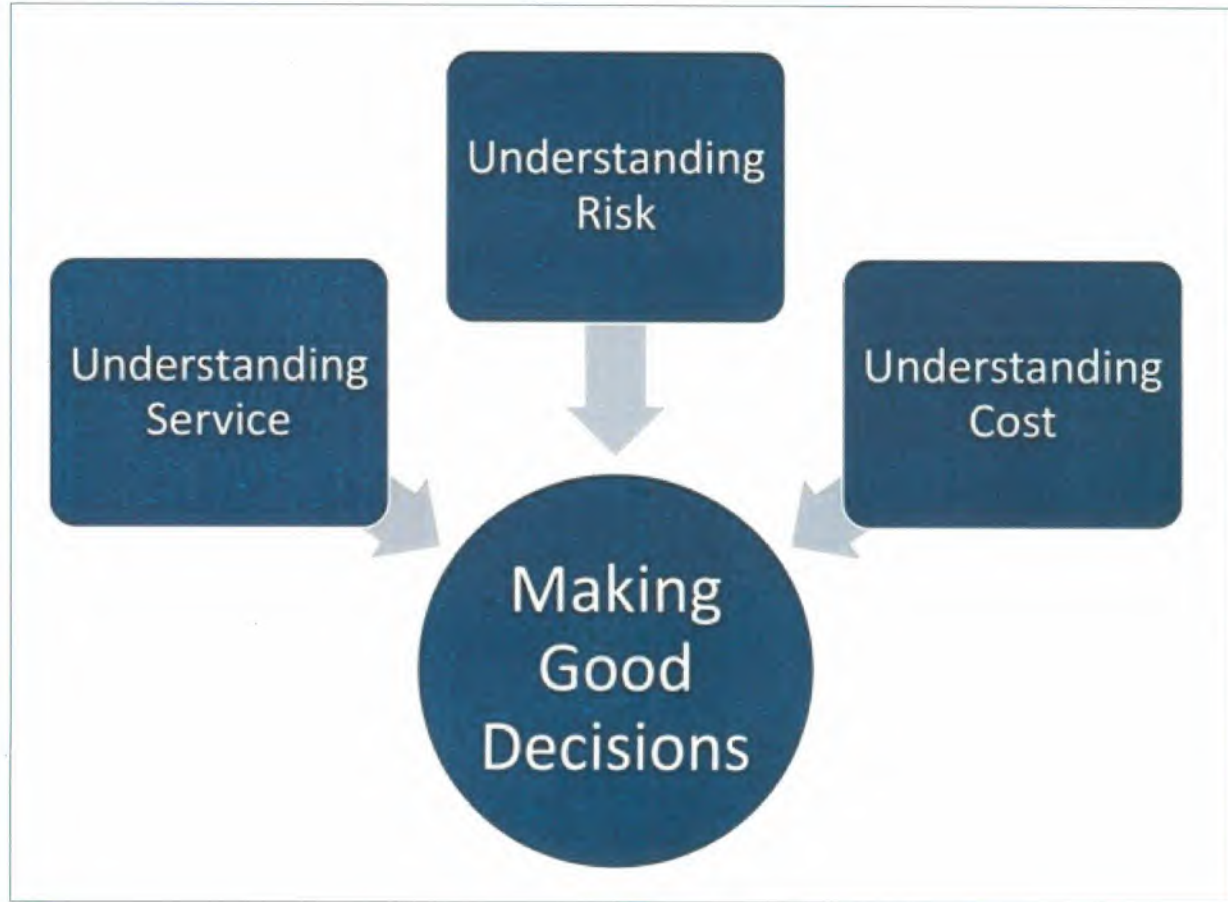 Understanding
Risk
Understanding
Service
Understanding
Cost
Making
Good
Decisions